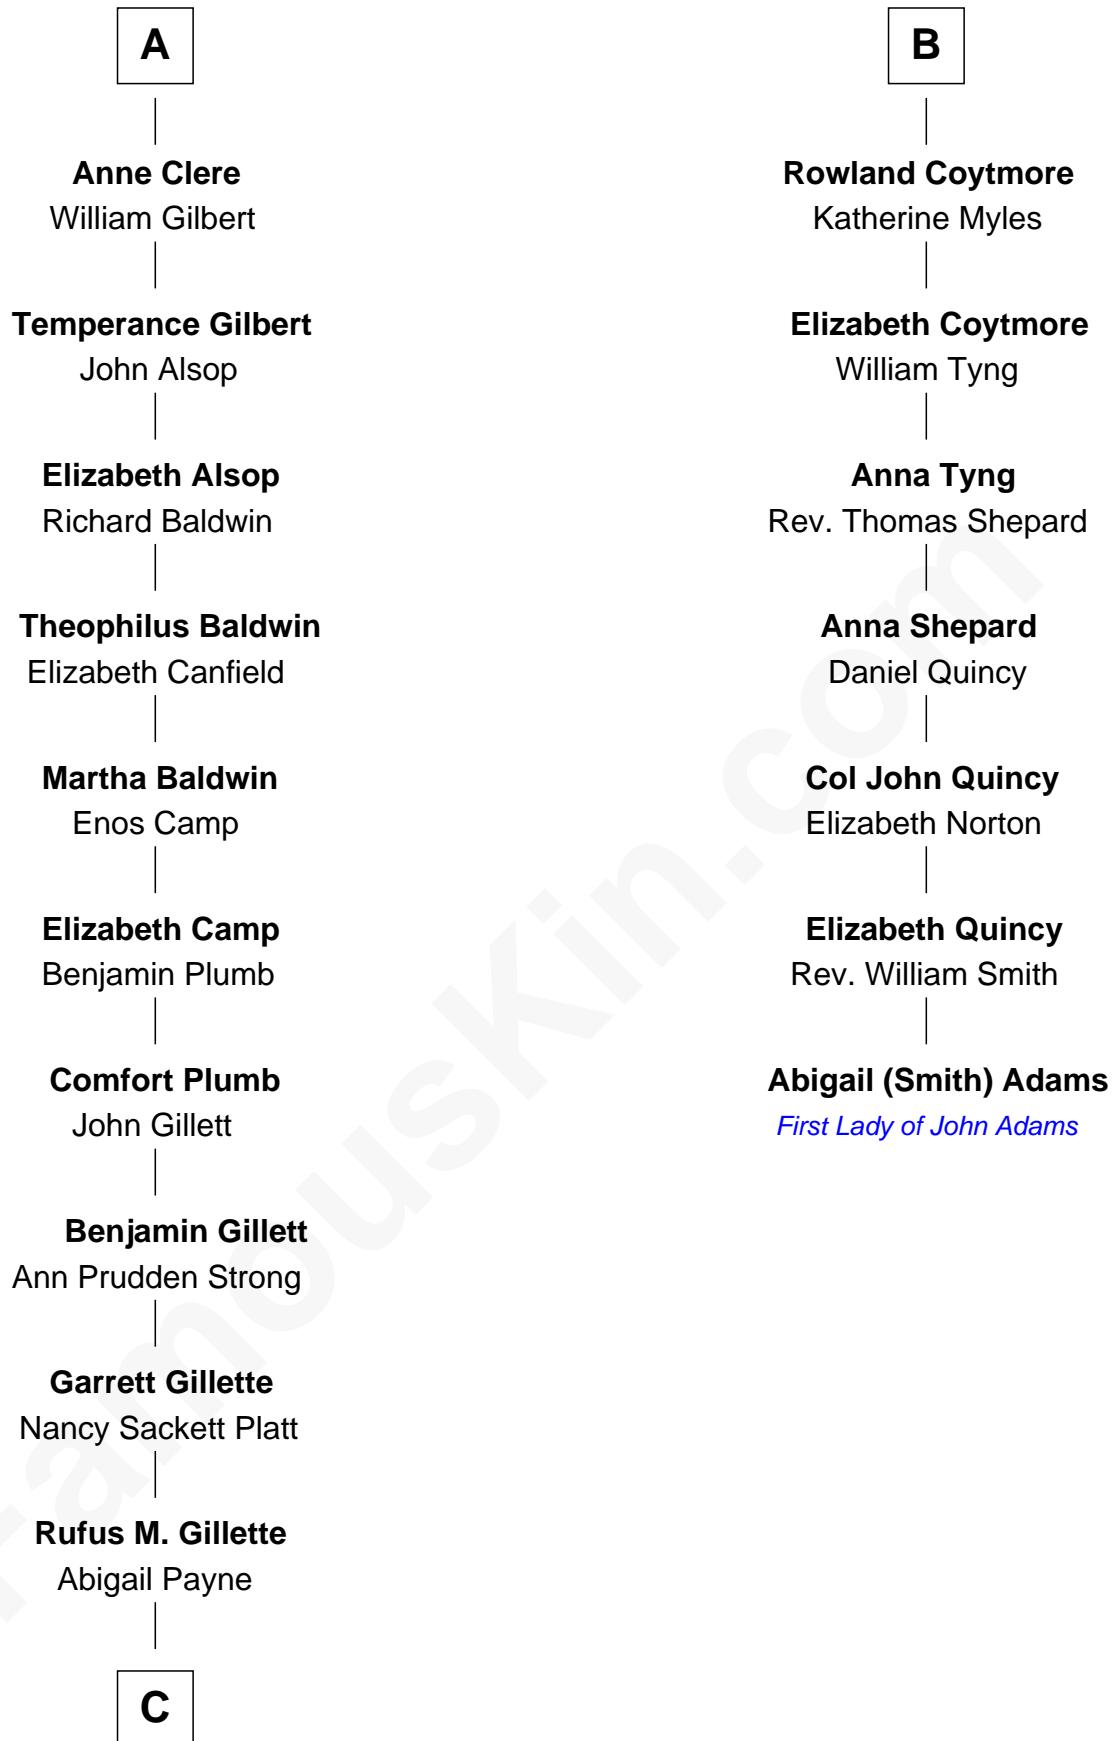 A
Anne Clere
William Gilbert
Temperance Gilbert
John Alsop
Elizabeth Alsop
Richard Baldwin
Theophilus Baldwin
Elizabeth Canfield
Martha Baldwin
Enos Camp
Elizabeth Camp
Benjamin Plumb
Comfort Plumb
John Gillett
Benjamin Gillett
Ann Prudden Strong
Garrett Gillette
Nancy Sackett Platt
Rufus M. Gillette
Abigail Payne
C
B
Rowland Coytmore
Katherine Myles
Elizabeth Coytmore
William Tyng
Anna Tyng
Rev. Thomas Shepard
Anna Shepard
Daniel Quincy
Col John Quincy
Elizabeth Norton
Elizabeth Quincy
Rev. William Smith
Abigail (Smith) Adams
First Lady of John Adams
FamousKin.com